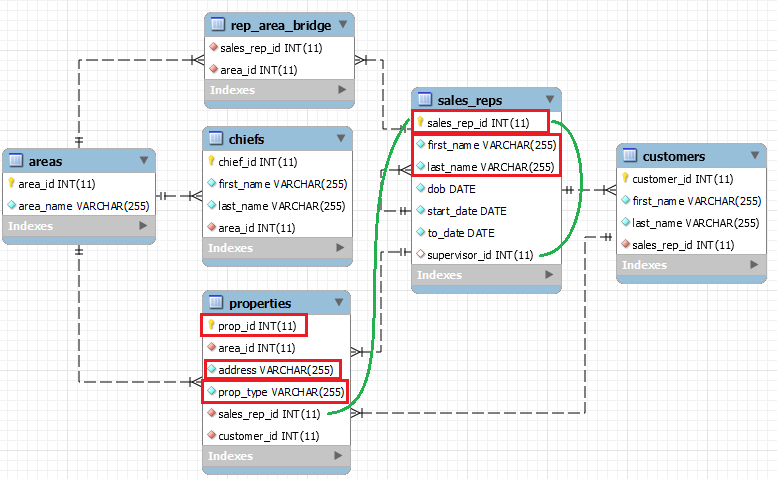 rep_area_bridge
sales_rep_id INT(11)
area_id INT(11)
Indexes
sales_reps
sales_rep_id INT(11)
first_name VARCHAR(255)
last_name VARCHAR(255)
dob DATE
start_date DATE
to_date DATE
supervisor_id INT(11)
Indexes
chiefs
chief_id INT(11)
first_name VARCHAR(255)
last_name VARCHAR(255)
area_id INT(11)
Indexes
areas
area_id INT(11)
area_name VARCHAR(255)
Indexes
customers
customer_id INT(11)
first_name VARCHAR(255)
last_name VARCHAR(255)
sales_rep_id INT(11)
Indexes
properties
prop_id INT(11)
area_id INT(11)
address VARCHAR(255)
prop_type VARCHAR(255)
sales_rep_id INT(11)
customer_id INT(11)
Indexes